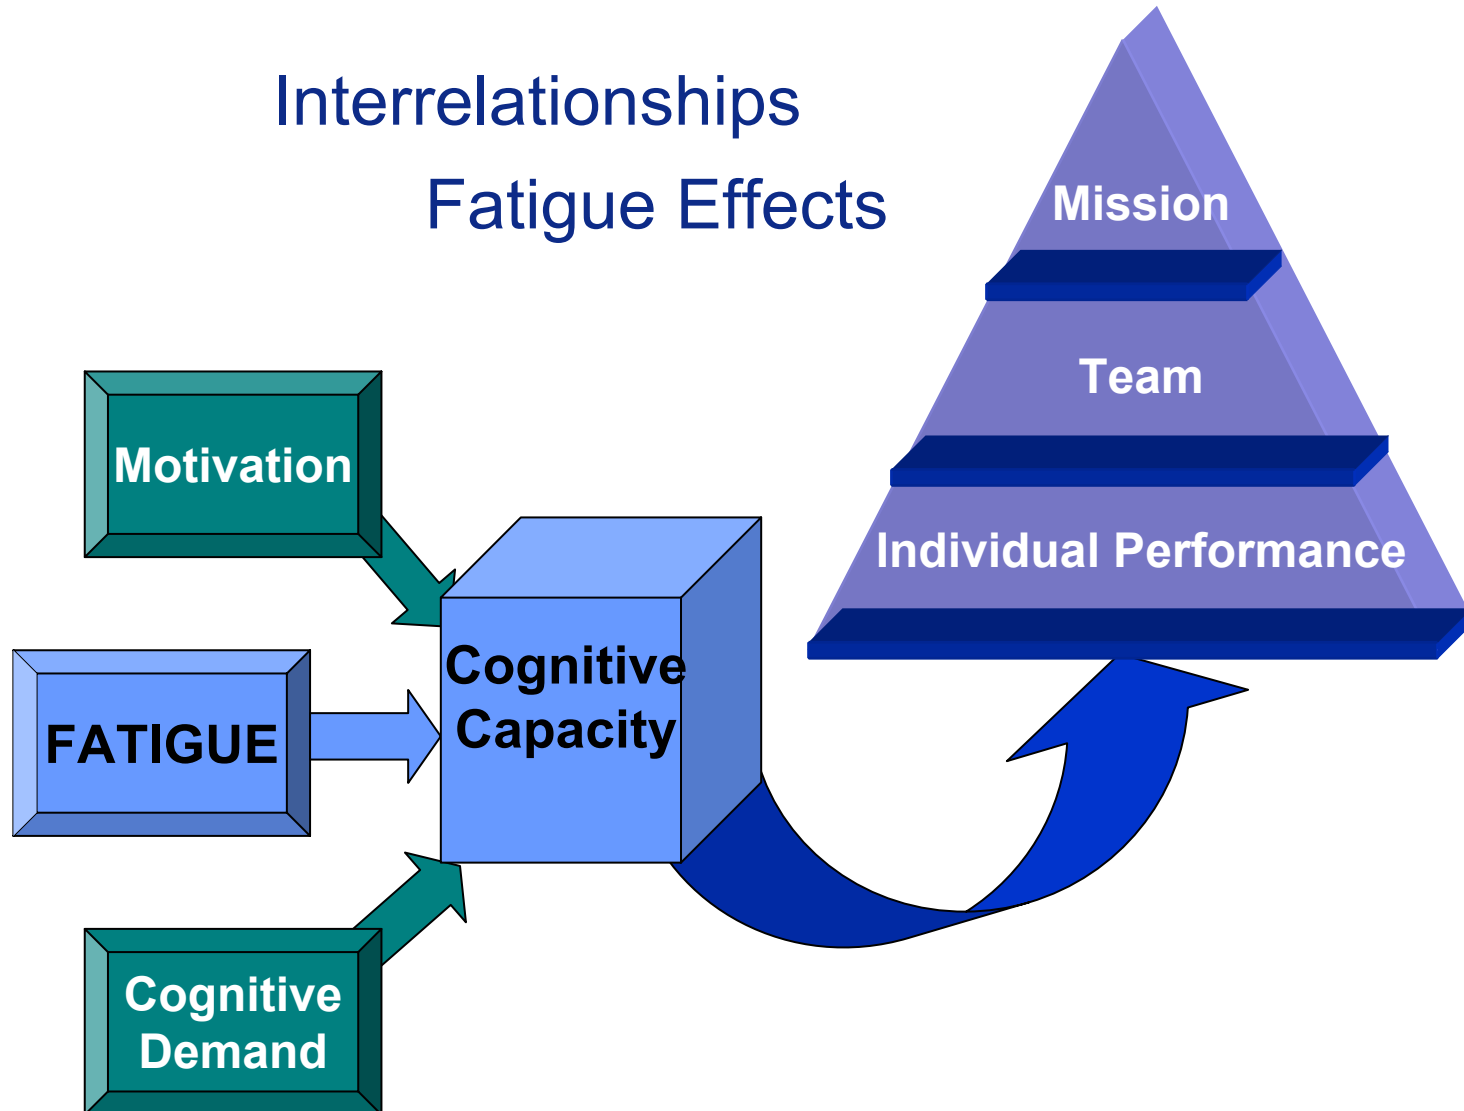 Interrelationships
Fatigue Effects
Mission
Team
Individual Performance
Motivation
FATIGUE
Cognitive
Demand
Cognitive
Capacity